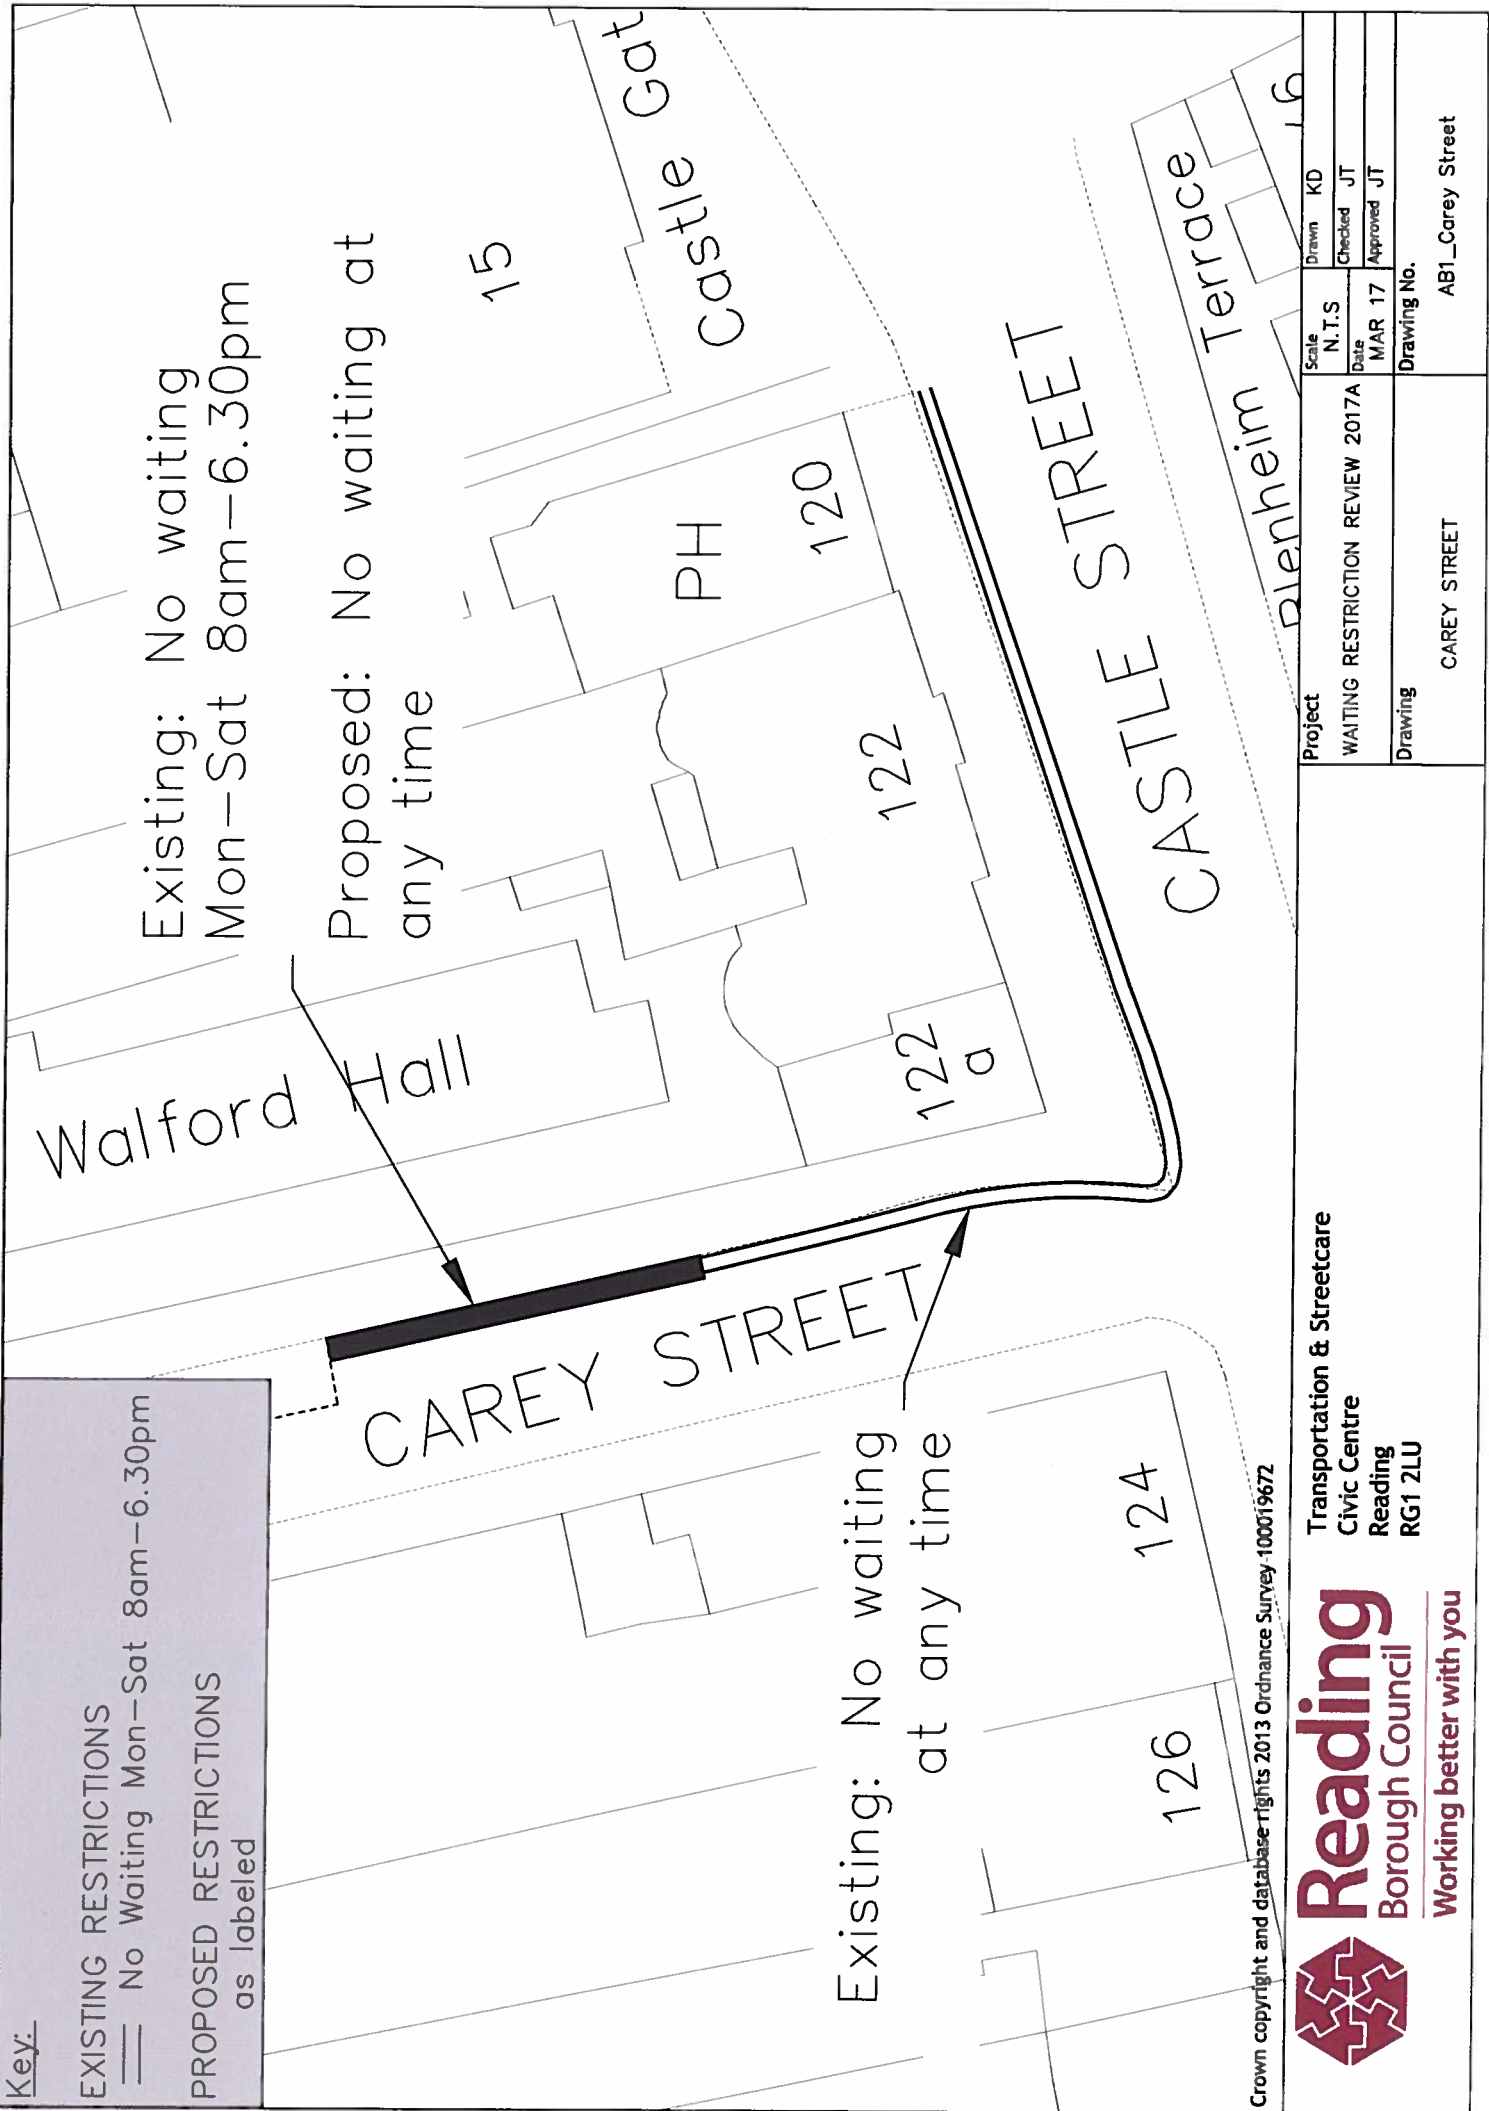 Key:
EXISTING RESTRICTIONS
No Waiting Mon-Sat 8am-6.30pm
PROPOSED RESTRICTIONS
as labeled
Existing: No waiting
Mon-Sat 8am-6.30pm
Proposed: No waiting at
any time
Walford Hall
15
Castle Gat
PH
120
122
122
a
CAREY STREET
CASTLE STREET
Existing: No waiting
at any time
124
126
Blenheim Terrace
16
Crown copyright and database rights 2013 Ordnance Survey 100019672
Reading
Borough Council
Working better with you
Transportation & Streetcare
Civic Centre
Reading
RG1 2LU
Project
WAITING RESTRICTION REVIEW 2017A
Scale
N.T.S
Date
MAR 17
Drawn KD
Checked JT
Approved JT
Drawing
CAREY STREET
Drawing No.
AB1_Carey Street